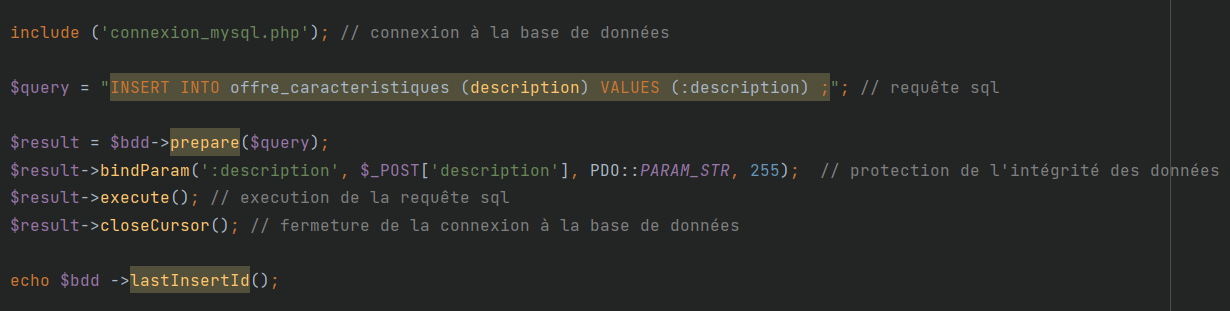 include ('connexion_mysql.php'); // connexion à la base de données
$query = "INSERT INTO offre_caracteristiques (description) VALUES (:description) ;"; // requête sql
$result = $bdd->prepare($query);
$result->bindParam(':description', $_POST['description'], PDO::PARAM_STR, 255);  // protection de l'intégrité des données
$result->execute(); // execution de la requête sql
$result->closeCursor(); // fermeture de la connexion à la base de données
echo $bdd ->lastInsertId();